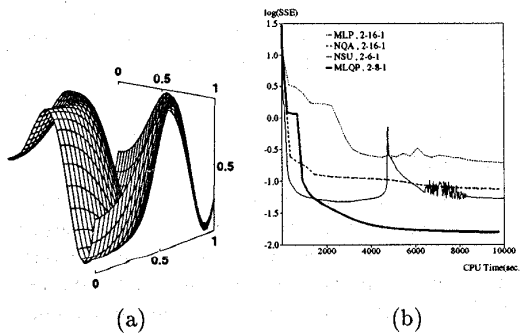 0
0.5
1
0.5
1
0
0.5
1
(a)
log(SSE)
1.5
1.0
0.5
0.0
-0.5
-1.0
-1.5
-2.0
MLP , 2-16-1
NQA , 2-16-1
NSU , 2-6-1
MLQP , 2-8-1
2000
4000
6000
8000
10000
CPU Time(sec.
(b)